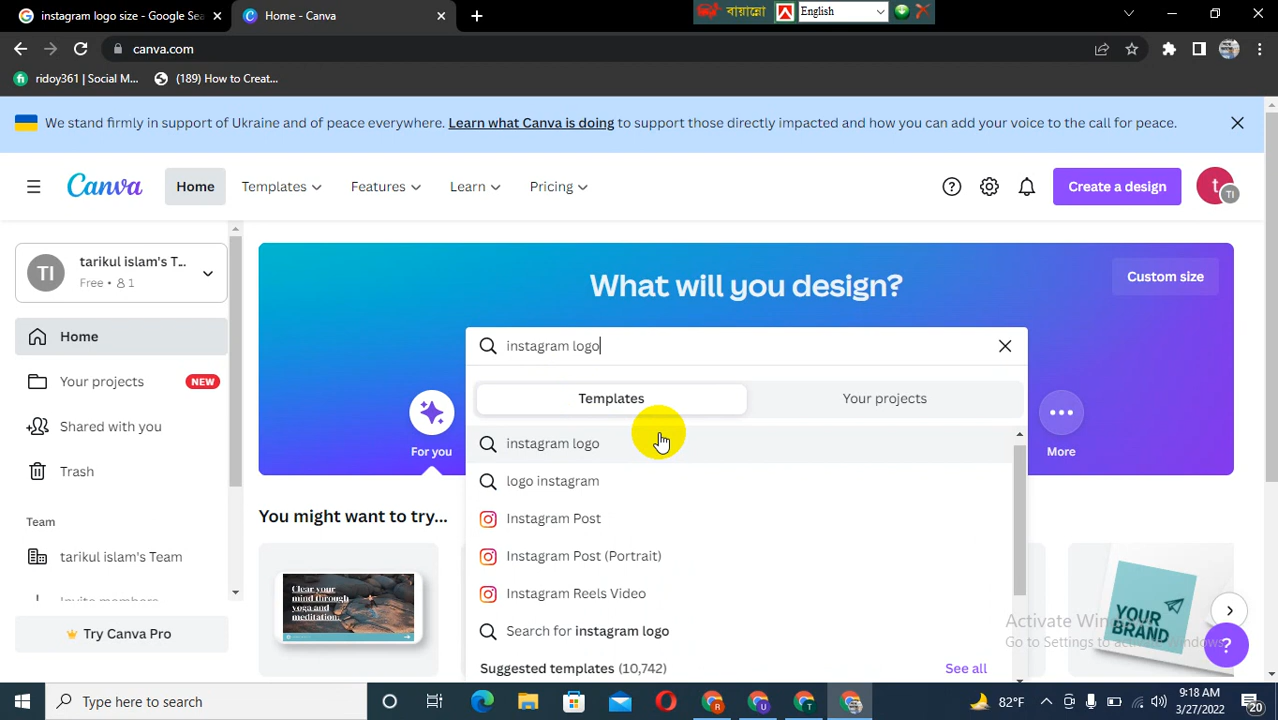 instagram post size - Google Se
Home - Canva
বায়ান্নো
English
canva.com
ridoy361 | Social M...
(189) How to Creat...
We stand firmly in support of Ukraine and of peace everywhere. Learn what Canva is doing to support those directly impacted and how you can add your voice to the call for peace.
Canva
Home
Templates
Features
Learn
Pricing
Create a design
t
TI
TI
tarikul islam's T...
Free • 1
What will you design?
Custom size
Home
instagram logo
Your projects
NEW
Templates
Your projects
Shared with you
instagram logo
For you
More
Trash
logo instagram
Team
You might want to try...
Instagram Post
tarikul islam's Team
Instagram Post (Portrait)
Invite members
Clear your mind through yoga and meditation.
Instagram Reels Video
YOUR
BRAND
Try Canva Pro
Search for instagram logo
Activate Win
Go to Settings to activate Windows.
?
Suggested templates (10,742)
See all
Type here to search
82°F
9:18 AM
3/27/2022
20